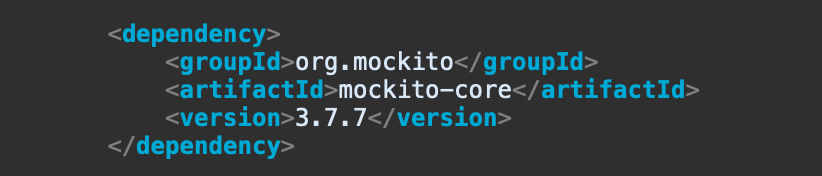 <dependency>
<groupId>org.mockito</groupId>
<artifactId>mockito-core</artifactId>
<version>3.7.7</version>
</dependency>